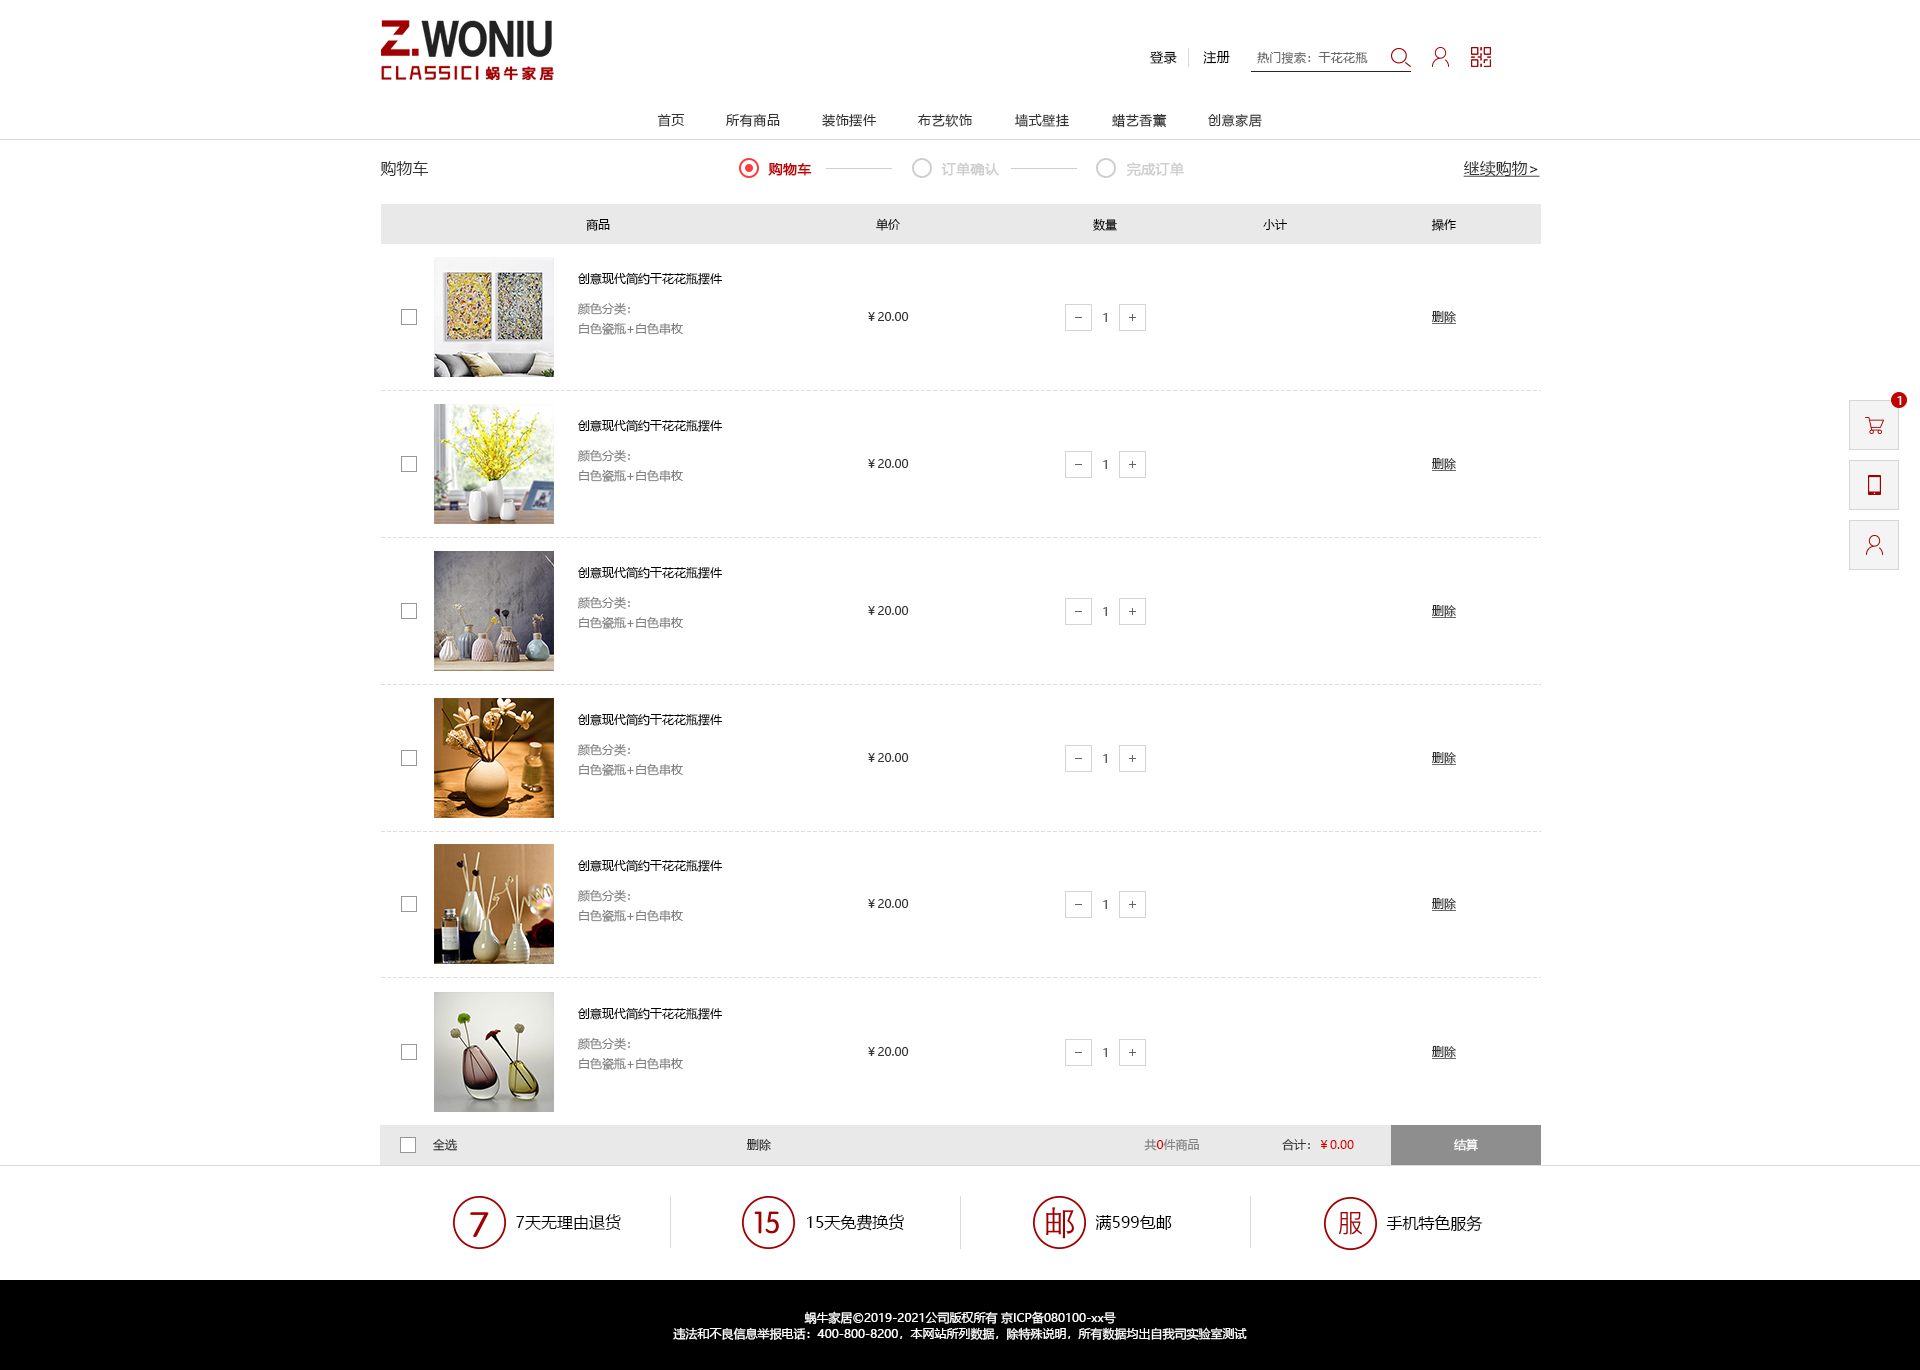 Z.WONIU
CLASSICI 蜗牛家居
登录 注册 热门搜索：干花花瓶
首页 所有商品 装饰摆件 布艺软饰 墙式壁挂 蜡艺香薰 创意家居
购物车 购物车 订单确认 完成订单 继续购物>
商品 单价 数量 小计 操作
创意现代简约干花花瓶摆件
颜色分类：
白色瓷瓶+白色串枚
¥ 20.00 − 1 + 删除
创意现代简约干花花瓶摆件
颜色分类：
白色瓷瓶+白色串枚
¥ 20.00 − 1 + 删除
创意现代简约干花花瓶摆件
颜色分类：
白色瓷瓶+白色串枚
¥ 20.00 − 1 + 删除
创意现代简约干花花瓶摆件
颜色分类：
白色瓷瓶+白色串枚
¥ 20.00 − 1 + 删除
创意现代简约干花花瓶摆件
颜色分类：
白色瓷瓶+白色串枚
¥ 20.00 − 1 + 删除
创意现代简约干花花瓶摆件
颜色分类：
白色瓷瓶+白色串枚
¥ 20.00 − 1 + 删除
1
全选 删除 共0件商品 合计：¥ 0.00 结算
7 7天无理由退货 15 15天免费换货 邮 满599包邮 服 手机特色服务
蜗牛家居©2019-2021公司版权所有 京ICP备080100-xx号
违法和不良信息举报电话：400-800-8200，本网站所列数据，除特殊说明，所有数据均出自我司实验室测试